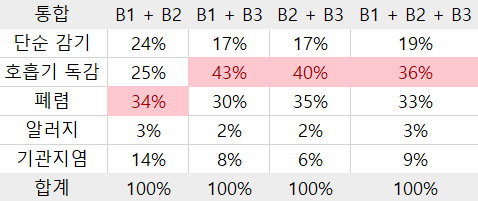 통합 B1 + B2 B1 + B3 B2 + B3 B1 + B2 + B3
단순 감기 24% 17% 17% 19%
호흡기 독감 25% 43% 40% 36%
폐렴 34% 30% 35% 33%
알러지 3% 2% 2% 3%
기관지염 14% 8% 6% 9%
합계 100% 100% 100% 100%